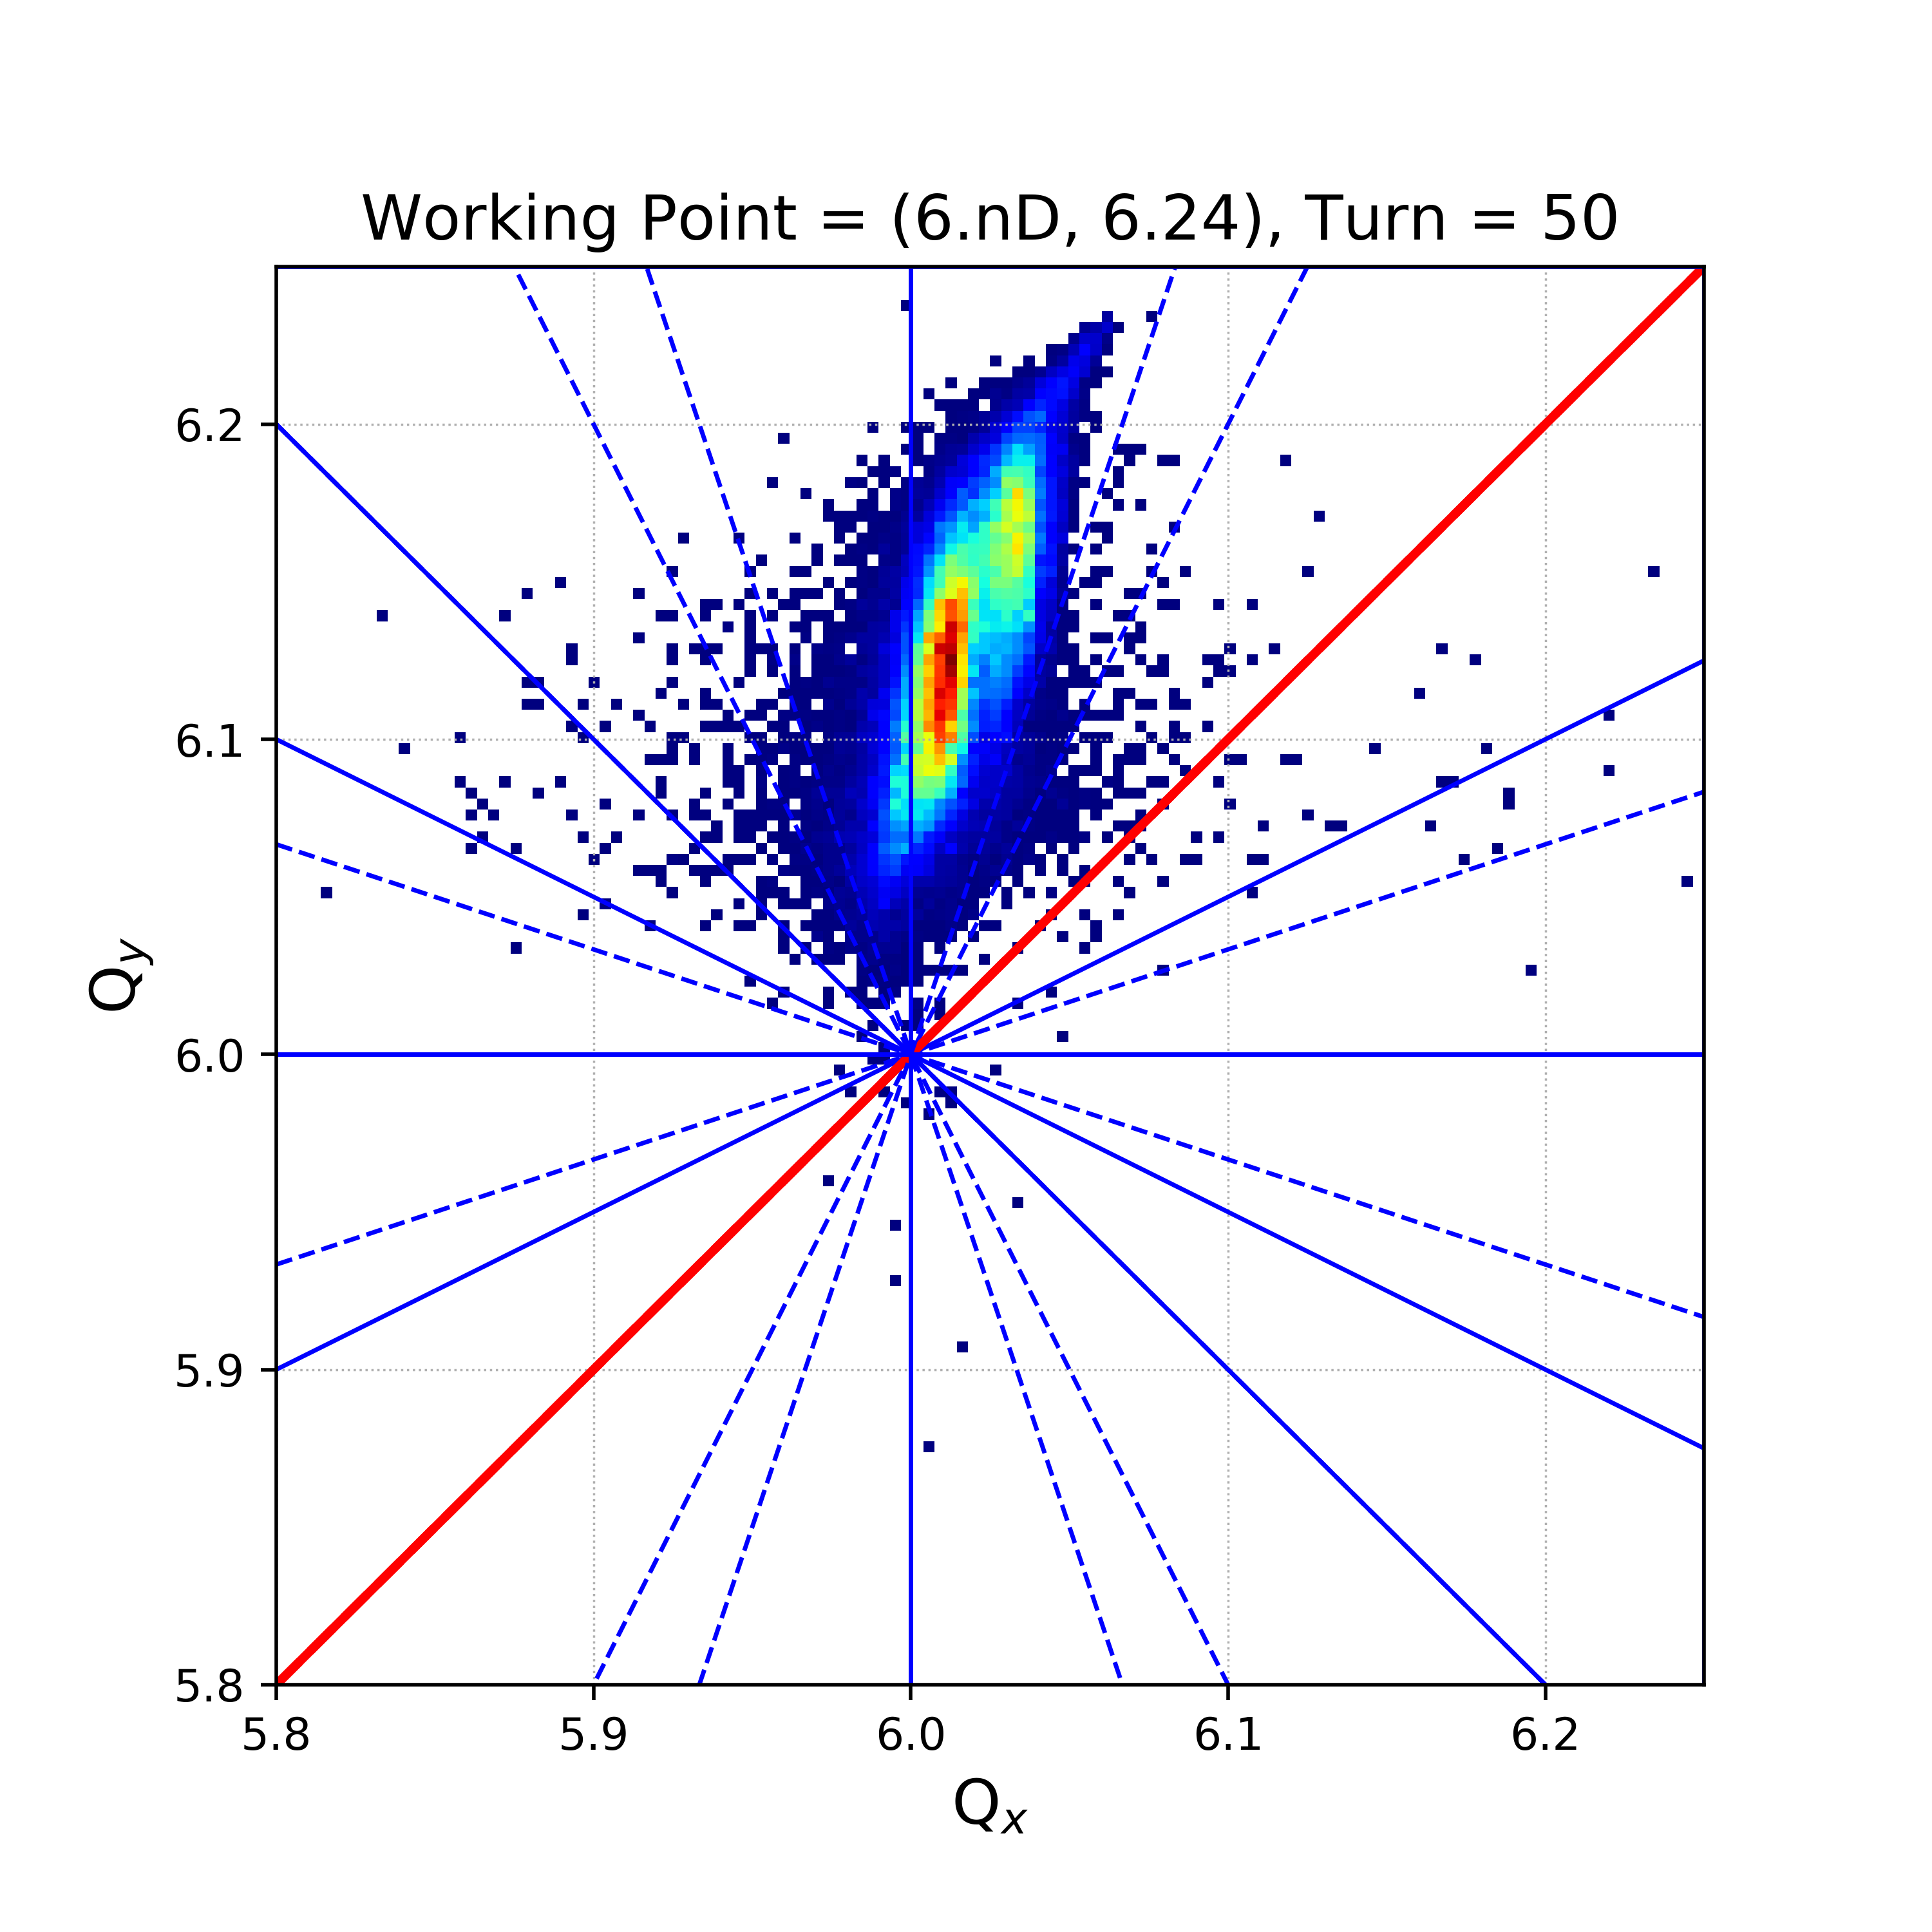 Working Point = (6.nD, 6.24), Turn = 50
6.2
6.1
6.0
5.9
5.8
Qy
5.8 5.9 6.0 6.1 6.2
Qx